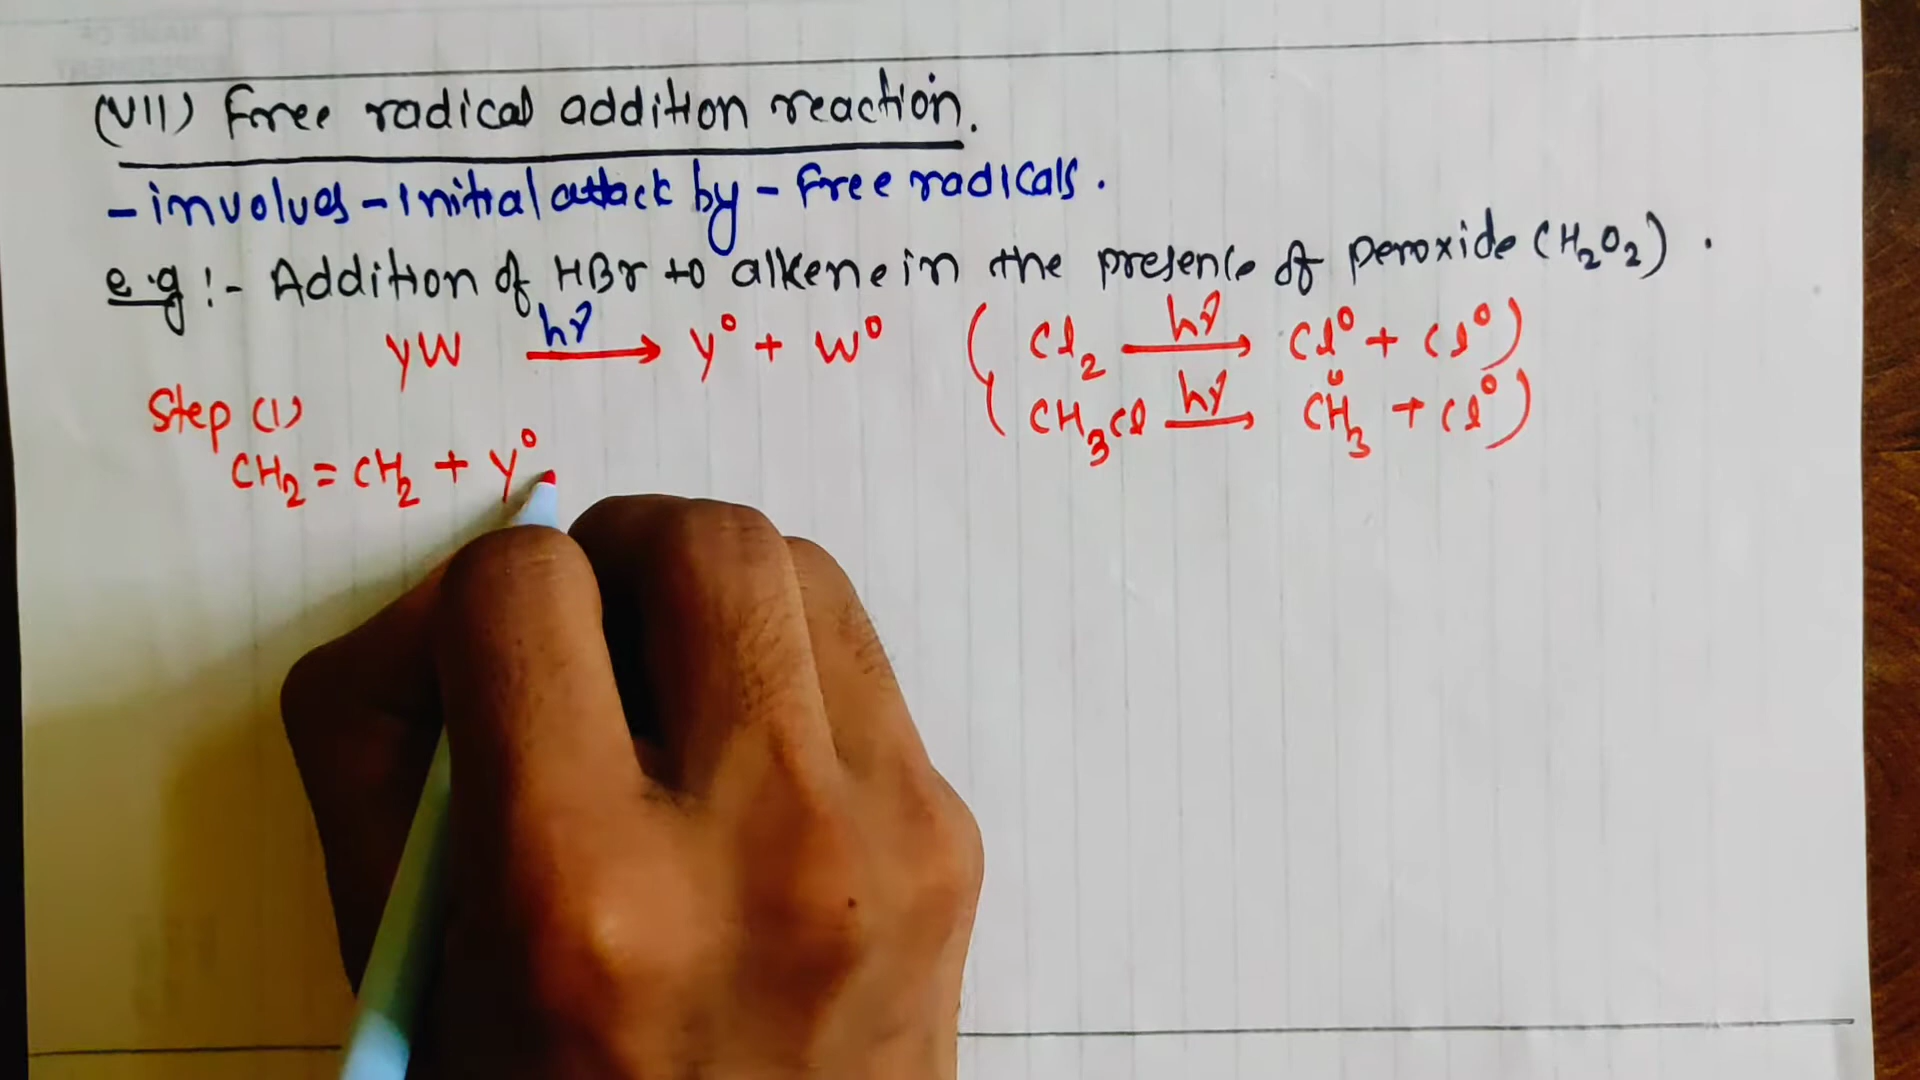 (VII) Free radical addition reaction.
- involves - Initial attack by - Free radicals.
e.g :- Addition of HBr to alkene in the presence of peroxide (H₂O₂).
YW hν → Y° + W° ( Cl₂ hν → Cl° + Cl° )
Step (1) ( CH₃Cl hν → CH₃ + Cl° )
CH₂ = CH₂ + Y°